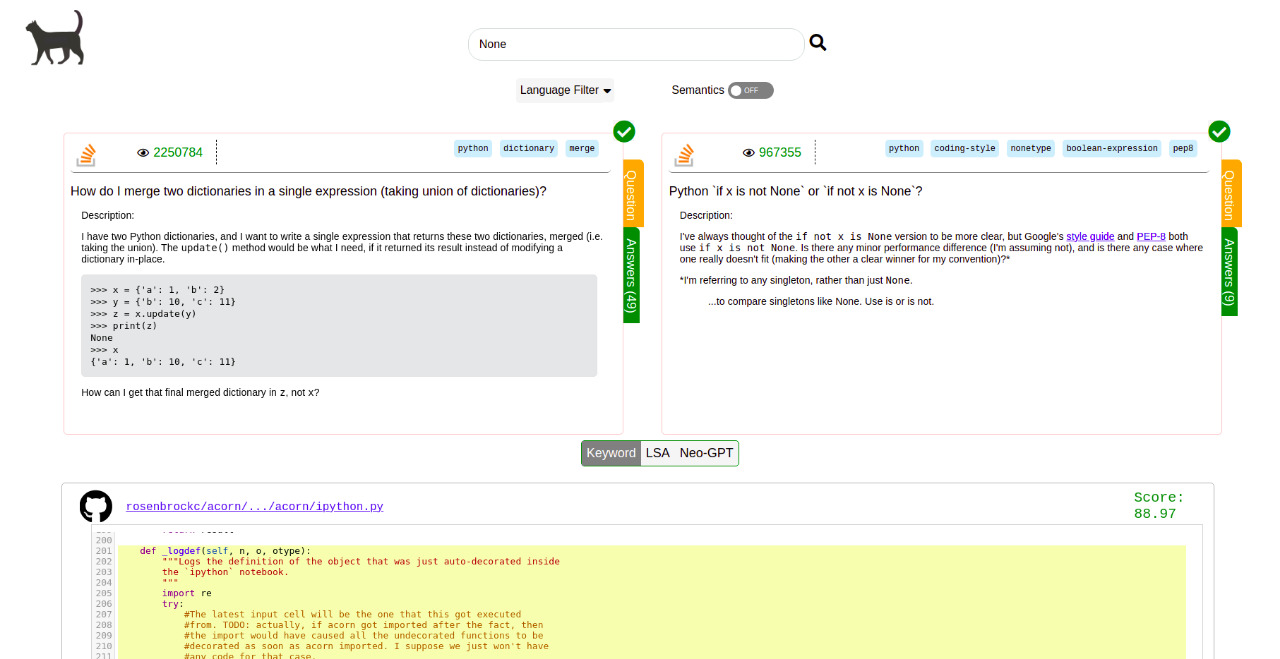 None
Language Filter
Semantics OFF
2250784
python dictionary merge
How do I merge two dictionaries in a single expression (taking union of dictionaries)?
Description:
I have two Python dictionaries, and I want to write a single expression that returns these two dictionaries, merged (i.e.
taking the union). The update() method would be what I need, if it returned its result instead of modifying a
dictionary in-place.
>>> x = {'a': 1, 'b': 2}
>>> y = {'b': 10, 'c': 11}
>>> z = x.update(y)
>>> print(z)
None
>>> x
{'a': 1, 'b': 10, 'c': 11}
How can I get that final merged dictionary in z, not x?
Question
Answers (49)
967355
python coding-style nonetype boolean-expression pep8
Python `if x is not None` or `if not x is None`?
Description:
I've always thought of the if not x is None version to be more clear, but Google's style guide and PEP-8 both
use if x is not None. Is there any minor performance difference (I'm assuming not), and is there any case where
one really doesn't fit (making the other a clear winner for my convention)?*
*I'm referring to any singleton, rather than just None.
...to compare singletons like None. Use is or is not.
Question
Answers (9)
Keyword LSA Neo-GPT
rosenbrockc/acorn/.../acorn/ipython.py
Score:
88.97
200
201 def _logdef(self, n, o, otype):
202 """Logs the definition of the object that was just auto-decorated inside
203 the `ipython` notebook.
204 """
205 import re
206 try:
207 #The latest input cell will be the one that this got executed
208 #from. TODO: actually, if acorn got imported after the fact, then
209 #the import would have caused all the undecorated functions to be
210 #decorated as soon as acorn imported. I suppose we just won't have
211 #any code for that case.